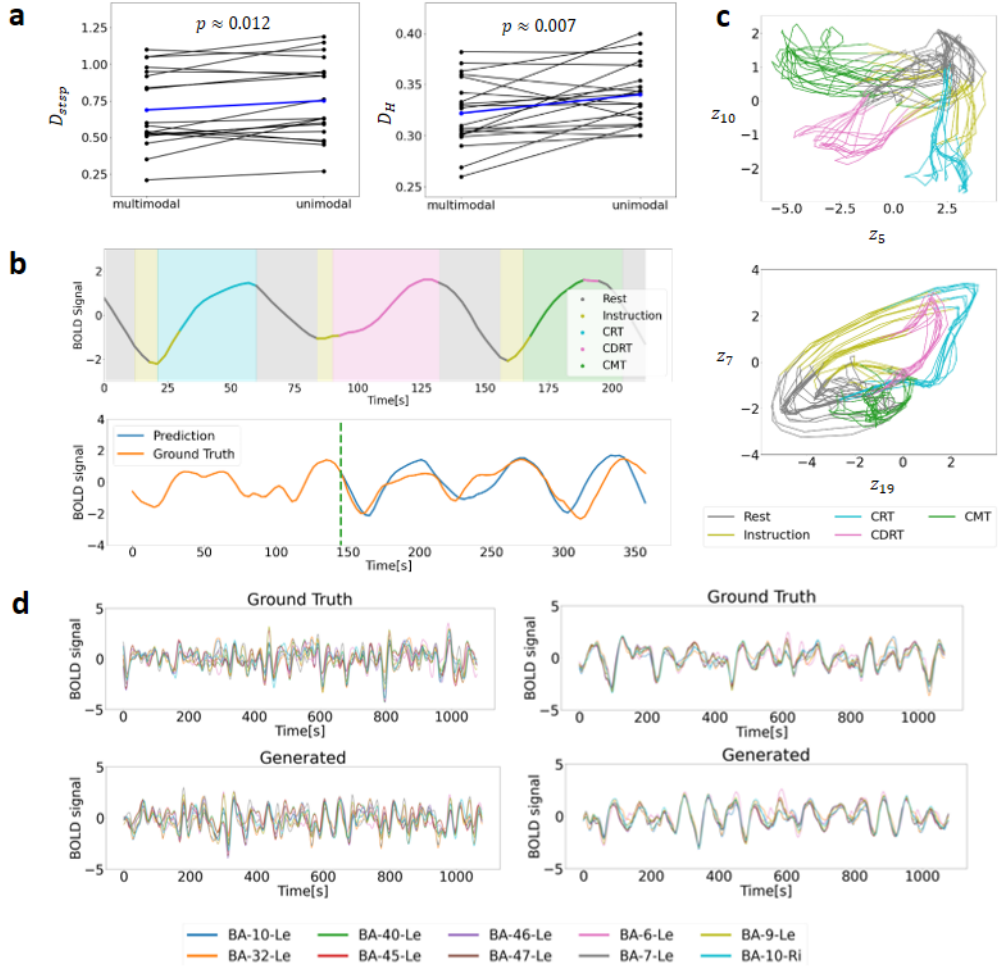 a
p ≈ 0.012
1.25
1.00
0.75
0.50
0.25
D_stsp
multimodal unimodal
p ≈ 0.007
0.40
0.35
0.30
0.25
D_H
multimodal unimodal
c
2
1
0
−1
−2
z_10
−5.0 −2.5 0.0 2.5
z_5
b
2
0
−2
BOLD Signal
Rest
Instruction
CRT
CDRT
CMT
0 25 50 75 100 125 150 175 200
Time[s]
4
2
0
−2
−4
BOLD signal
Prediction
Ground Truth
0 50 100 150 200 250 300 350
Time[s]
4
2
0
−2
−4
z_7
−4 −2 0 2
z_19
Rest CRT CMT
Instruction CDRT
d
Ground Truth
5
0
−5
BOLD signal
0 200 400 600 800 1000
Time[s]
Ground Truth
5
0
−5
BOLD signal
0 200 400 600 800 1000
Time[s]
Generated
5
0
−5
BOLD signal
0 200 400 600 800 1000
Time[s]
Generated
5
0
−5
BOLD signal
0 200 400 600 800 1000
Time[s]
BA-10-Le BA-40-Le BA-46-Le BA-6-Le BA-9-Le
BA-32-Le BA-45-Le BA-47-Le BA-7-Le BA-10-Ri